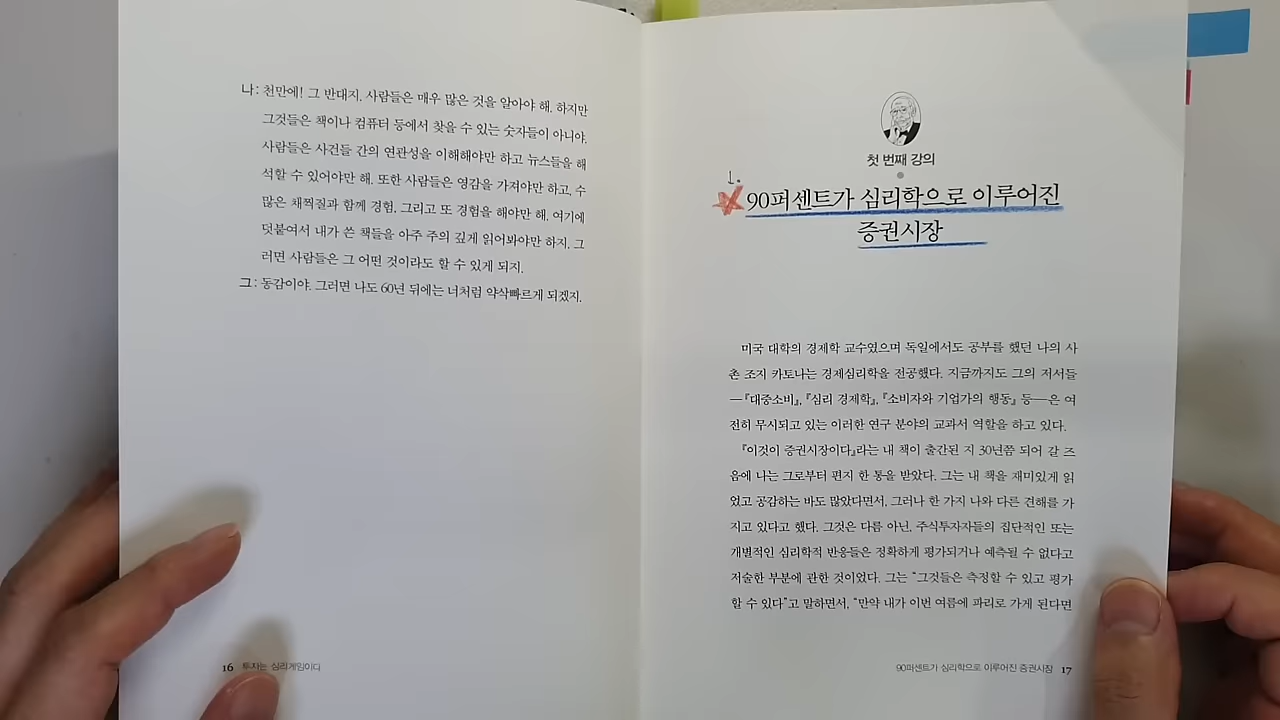 나: 천만에! 그 반대지. 사람들은 매우 많은 것을 알아야 해. 하지만
그것들은 책이나 컴퓨터 등에서 찾을 수 있는 숫자들이 아니야.
사람들은 사건들 간의 연관성을 이해해야만 하고 뉴스들을 해
석할 수 있어야만 해. 또한 사람들은 영감을 가져야만 하고, 수
많은 채찍질과 함께 경험, 그리고 또 경험을 해야만 해. 여기에
덧붙여서 내가 쓴 책들을 아주 주의 깊게 읽어봐야만 하지. 그
러면 사람들은 그 어떤 것이라도 할 수 있게 되지.
그: 동감이야. 그러면 나도 60년 뒤에는 너처럼 약삭빠르게 되겠지.
16 투자는 심리게임이다
첫 번째 강의
1.
90퍼센트가 심리학으로 이루어진
증권시장
미국 대학의 경제학 교수였으며 독일에서도 공부를 했던 나의 사
촌 조지 카토나는 경제심리학을 전공했다. 지금까지도 그의 저서들
―『대중소비』, 『심리 경제학』, 『소비자와 기업가의 행동』 등―은 여
전히 무시되고 있는 이러한 연구 분야의 교과서 역할을 하고 있다.
『이것이 증권시장이다』라는 내 책이 출간된 지 30년쯤 되어 갈 즈
음에 나는 그로부터 편지 한 통을 받았다. 그는 내 책을 재미있게 읽
었고 공감하는 바도 많았다면서, 그러나 한 가지 나와 다른 견해를 가
지고 있다고 했다. 그것은 다름 아닌, 주식투자자들의 집단적인 또는
개별적인 심리학적 반응들은 정확하게 평가되거나 예측될 수 없다고
저술한 부분에 관한 것이었다. 그는 “그것들은 측정할 수 있고 평가
할 수 있다”고 말하면서, “만약 내가 이번 여름에 파리로 가게 된다면
90퍼센트가 심리학으로 이루어진 증권시장 17